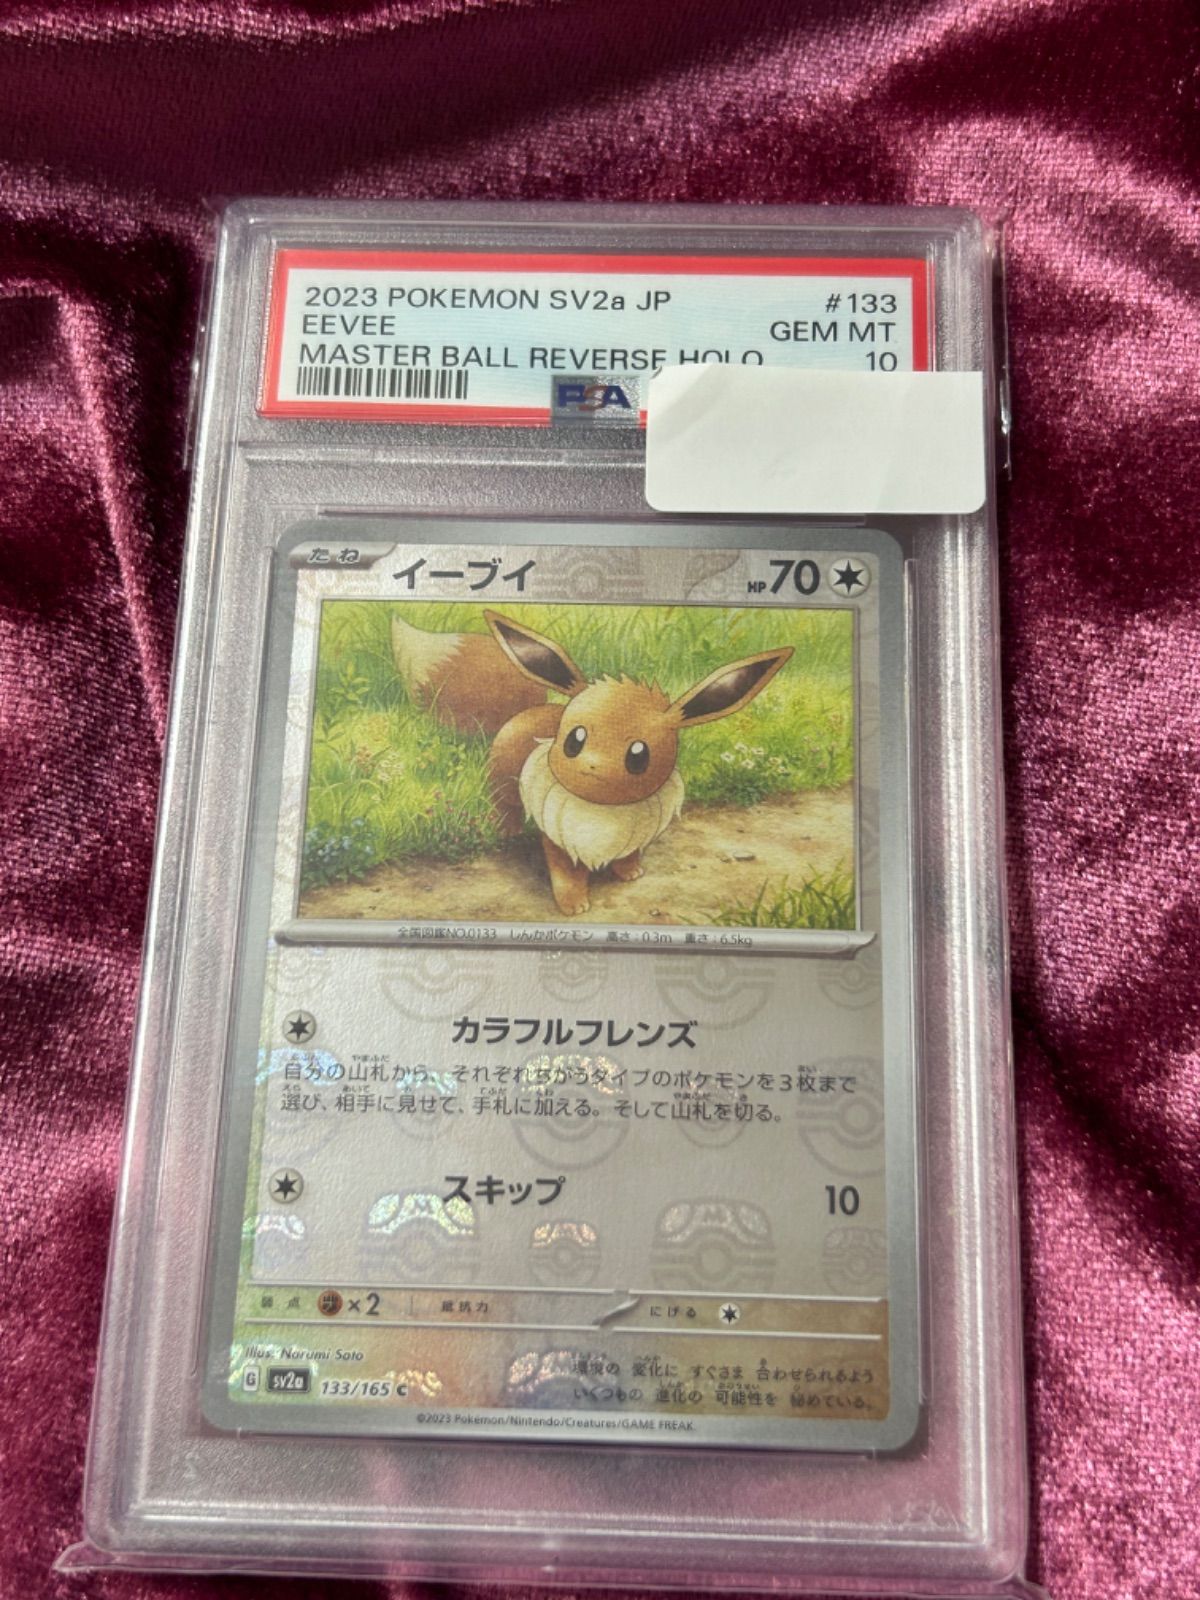 2023 POKEMON SV2a JP #133
EEVEE GEM MT
MASTER BALL REVERSE HOLO 10
PSA
たね イーブイ HP 70
全国図鑑NO.0133 しんかポケモン 高さ:0.3m 重さ:6.5kg
カラフルフレンズ
自分の山札から、それぞれちがうタイプのポケモンを3枚まで
選び、相手に見せて、手札に加える。そして山札を切る。
スキップ 10
弱点 ×2 抵抗力 にげる
Illus. Narumi Sato
環境の変化に すぐさま 合わせられるよう
G sv2a 133/165 C
いくつもの 進化の 可能性を 秘めている。
©2023 Pokémon/Nintendo/Creatures/GAME FREAK